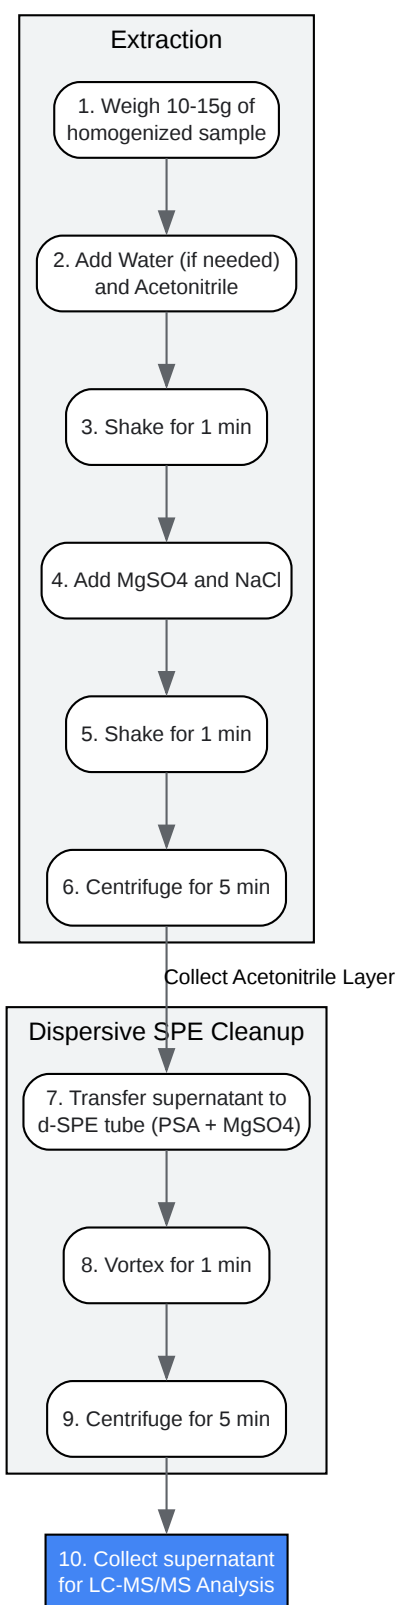 Extraction
1. Weigh 10-15g of
homogenized sample
2. Add Water (if needed)
and Acetonitrile
3. Shake for 1 min
4. Add MgSO4 and NaCl
5. Shake for 1 min
6. Centrifuge for 5 min
Collect Acetonitrile Layer
Dispersive SPE Cleanup
7. Transfer supernatant to
d-SPE tube (PSA + MgSO4)
8. Vortex for 1 min
9. Centrifuge for 5 min
10. Collect supernatant
for LC-MS/MS Analysis